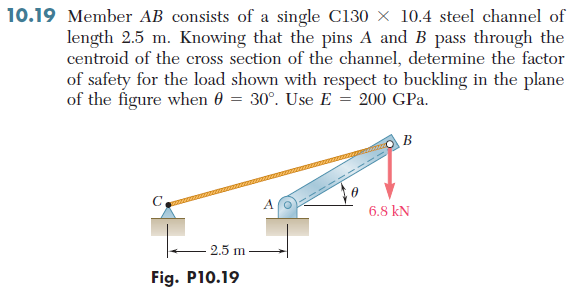 10.19 Member AB consists of a single C130 × 10.4 steel channel of
length 2.5 m. Knowing that the pins A and B pass through the
centroid of the cross section of the channel, determine the factor
of safety for the load shown with respect to buckling in the plane
of the figure when θ = 30°. Use E = 200 GPa.
B
C
A
θ
6.8 kN
2.5 m
Fig. P10.19